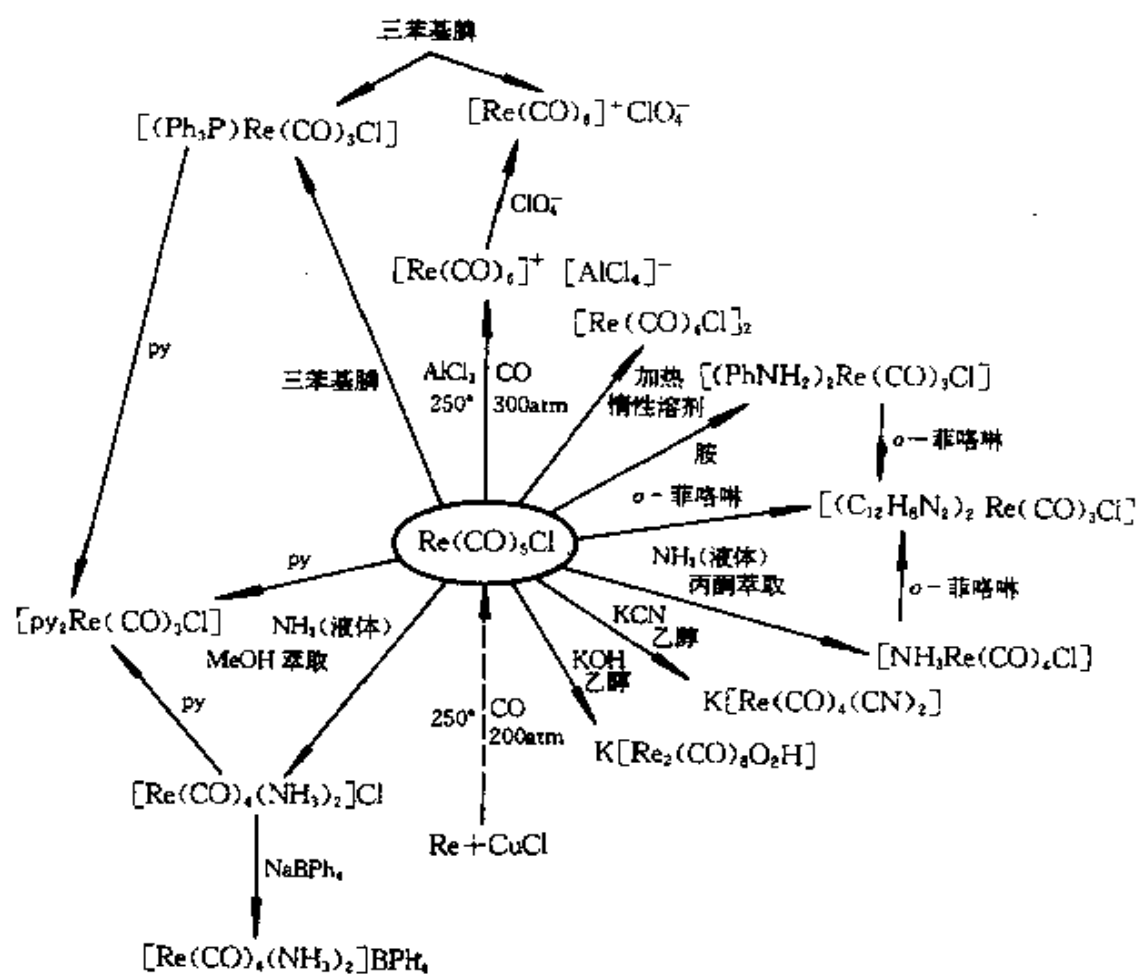 三苯基膦
[(Ph₃P)Re(CO)₃Cl]
[Re(CO)₆]⁺ClO₄⁻
ClO₄⁻
[Re(CO)₆]⁺ [AlCl₄]⁻
[Re(CO)₄Cl]₂
py
三苯基膦
AlCl₃ CO
250° 300atm
加热
惰性溶剂
[(PhNH₂)₂Re(CO)₃Cl]
胺
o-菲咯啉
o-菲咯啉
[(C₁₂H₈N₂)₂ Re(CO)₃Cl]
Re(CO)₅Cl
py
NH₃(液体)
丙酮萃取
o-菲咯啉
[py₂Re(CO)₃Cl]
NH₃(液体)
MeOH 萃取
KCN
乙醇
[NH₃Re(CO)₄Cl]
KOH
乙醇
K[Re(CO)₄(CN)₂]
py
250° CO
200atm
K[Re₂(CO)₈O₂H]
[Re(CO)₄(NH₃)₂]Cl
Re+CuCl
NaBPh₄
[Re(CO)₄(NH₃)₂]BPh₄